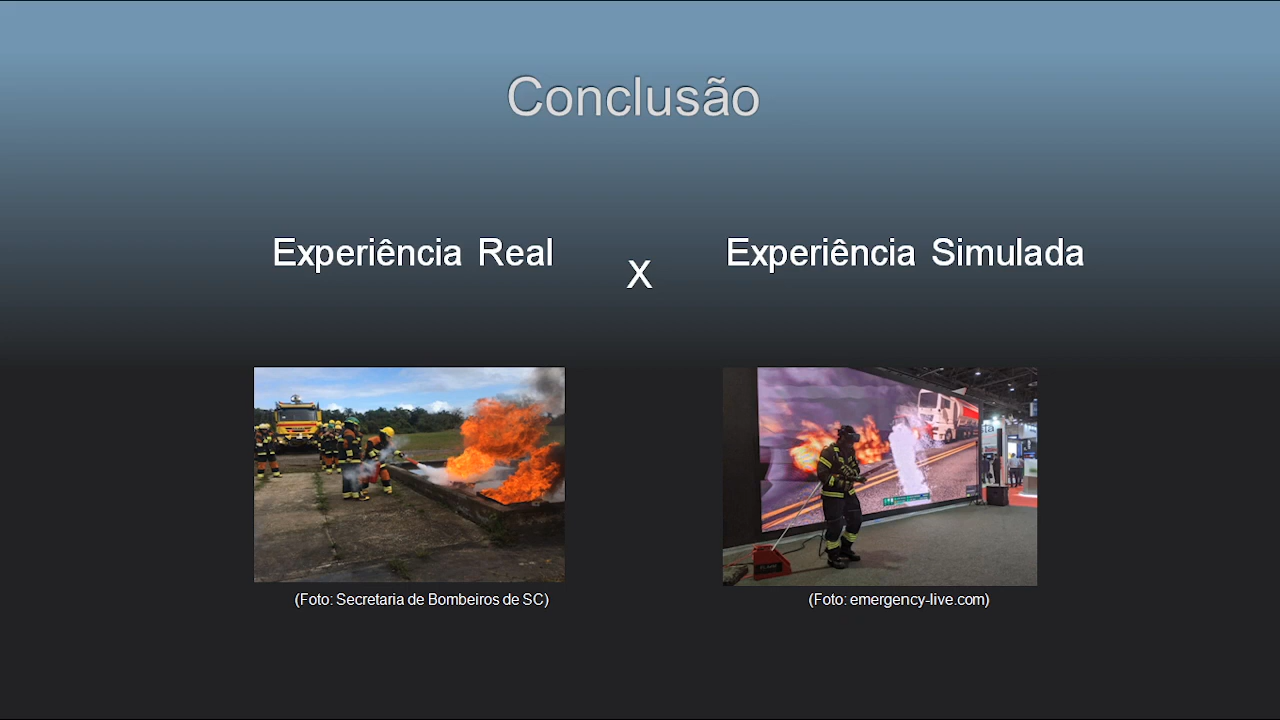 Conclusão
Experiência Real
X
Experiência Simulada
(Foto: Secretaria de Bombeiros de SC)
(Foto: emergency-live.com)